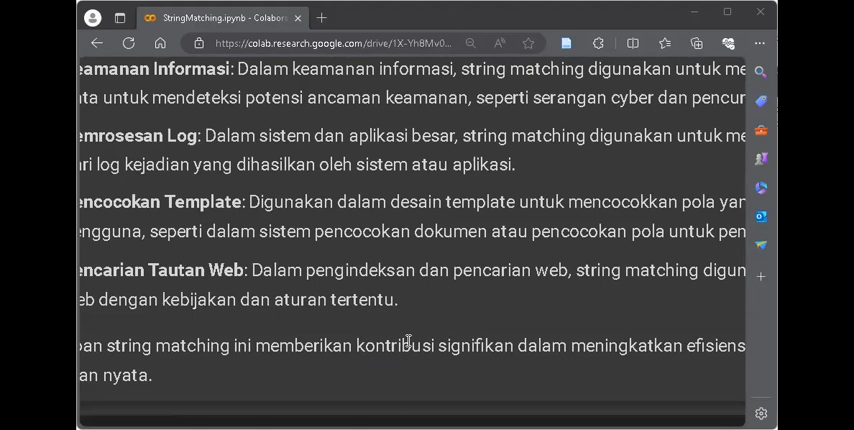 StringMatching.ipynb - Colabora
https://colab.research.google.com/drive/1X-Yh8Mv0...
eamanan Informasi: Dalam keamanan informasi, string matching digunakan untuk me
ta untuk mendeteksi potensi ancaman keamanan, seperti serangan cyber dan pencur
emrosesan Log: Dalam sistem dan aplikasi besar, string matching digunakan untuk me
ri log kejadian yang dihasilkan oleh sistem atau aplikasi.
encocokan Template: Digunakan dalam desain template untuk mencocokkan pola yan
engguna, seperti dalam sistem pencocokan dokumen atau pencocokan pola untuk pen
encarian Tautan Web: Dalam pengindeksan dan pencarian web, string matching digun
eb dengan kebijakan dan aturan tertentu.
pan string matching ini memberikan kontribusi signifikan dalam meningkatkan efisiens
an nyata.